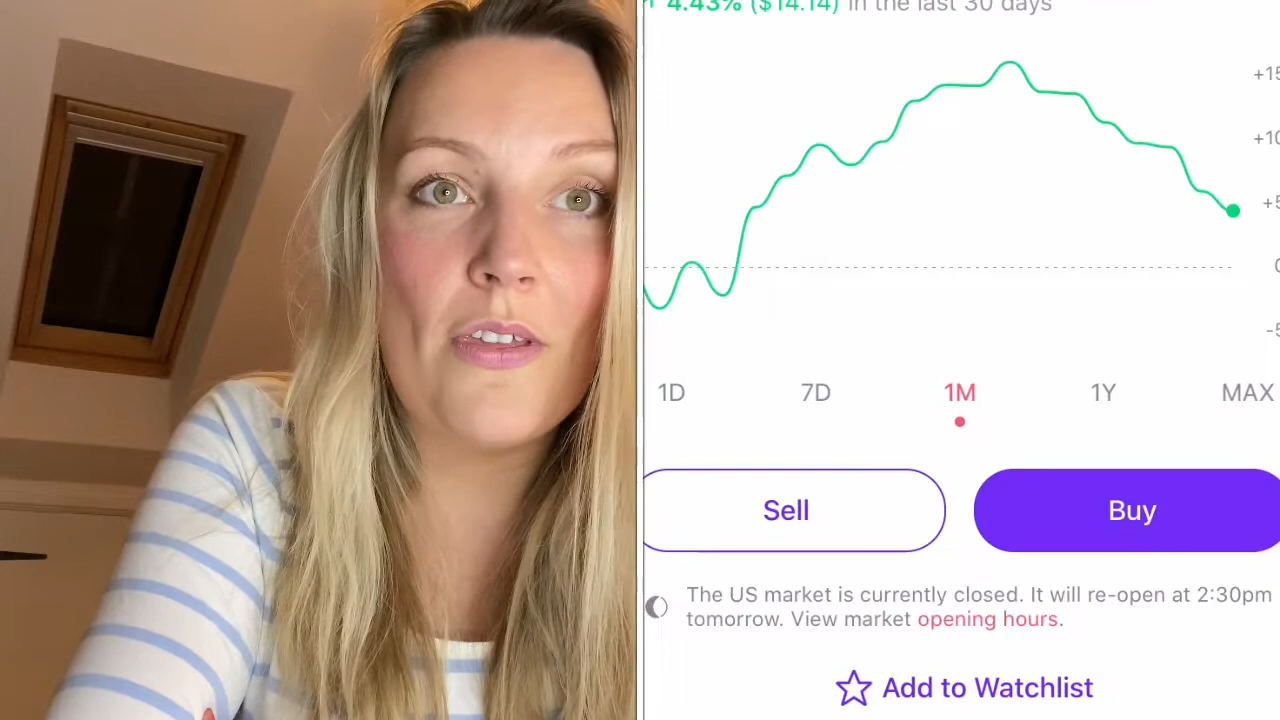 4.43% ($14.14) in the last 30 days
+15
+10
+5
0
-5
1D 7D 1M 1Y MAX
Sell Buy
The US market is currently closed. It will re-open at 2:30pm
tomorrow. View market opening hours.
Add to Watchlist